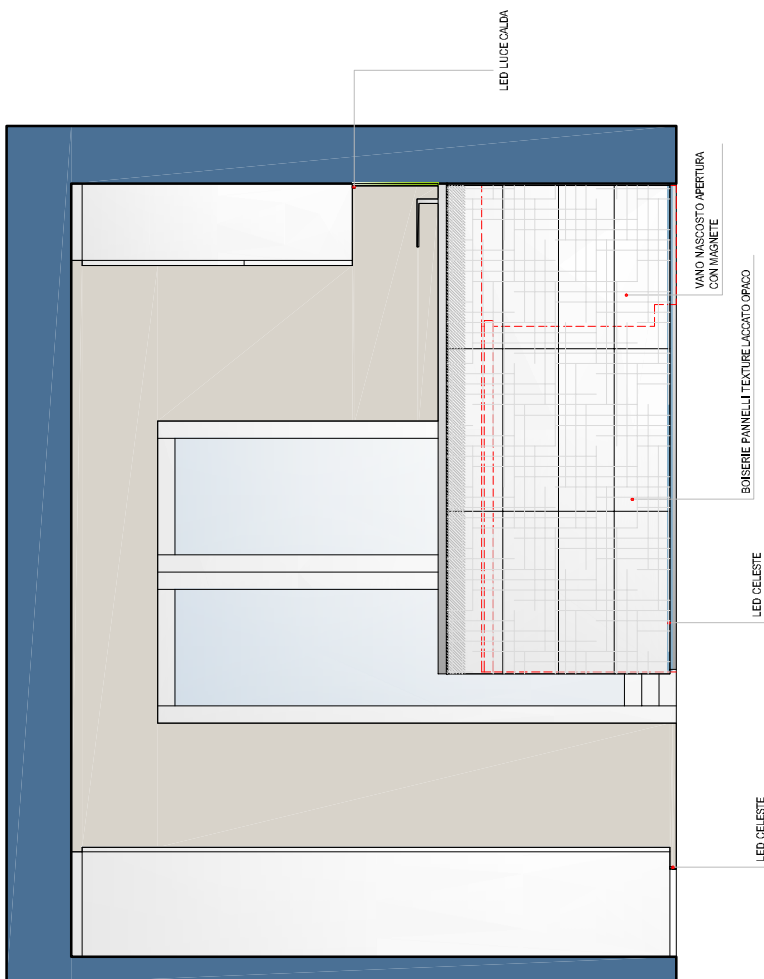 LED LUCE CALDA
VANO NASCOSTO APERTURA
CON MAGNETE
BOISERIE PANNELLI TEXTURE LACCATO OPACO
LED CELESTE
LED CELESTE